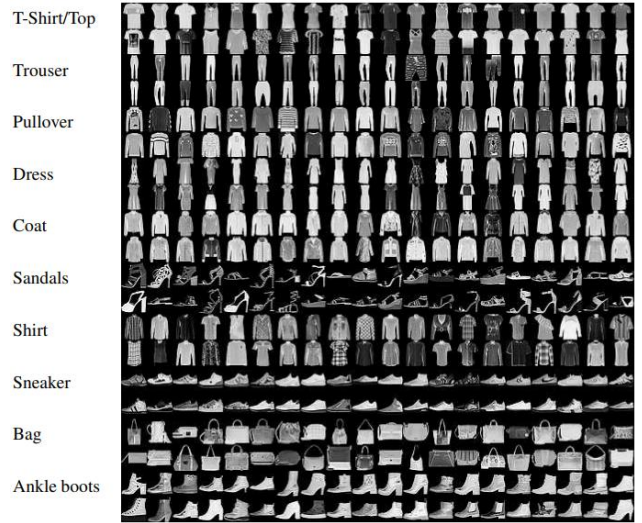 T-Shirt/Top
Trouser
Pullover
Dress
Coat
Sandals
Shirt
Sneaker
Bag
Ankle boots